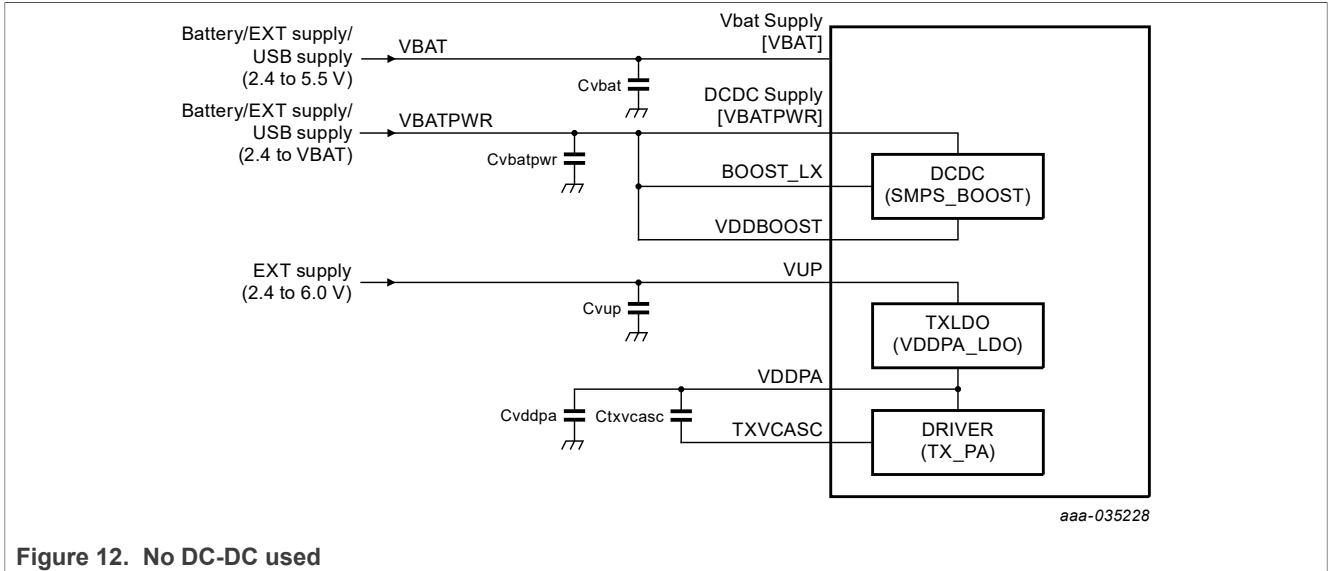 Battery/EXT supply/
USB supply
(2.4 to 5.5 V)
VBAT
Cvbat
Vbat Supply
[VBAT]
Battery/EXT supply/
USB supply
(2.4 to VBAT)
VBATPWR
Cvbatpwr
DCDC Supply
[VBATPWR]
BOOST_LX
DCDC
(SMPS_BOOST)
VDDBOOST
EXT supply
(2.4 to 6.0 V)
VUP
Cvup
TXLDO
(VDDPA_LDO)
VDDPA
Cvddpa
Ctxvcasc
TXVCASC
DRIVER
(TX_PA)
aaa-035228
Figure 12. No DC-DC used